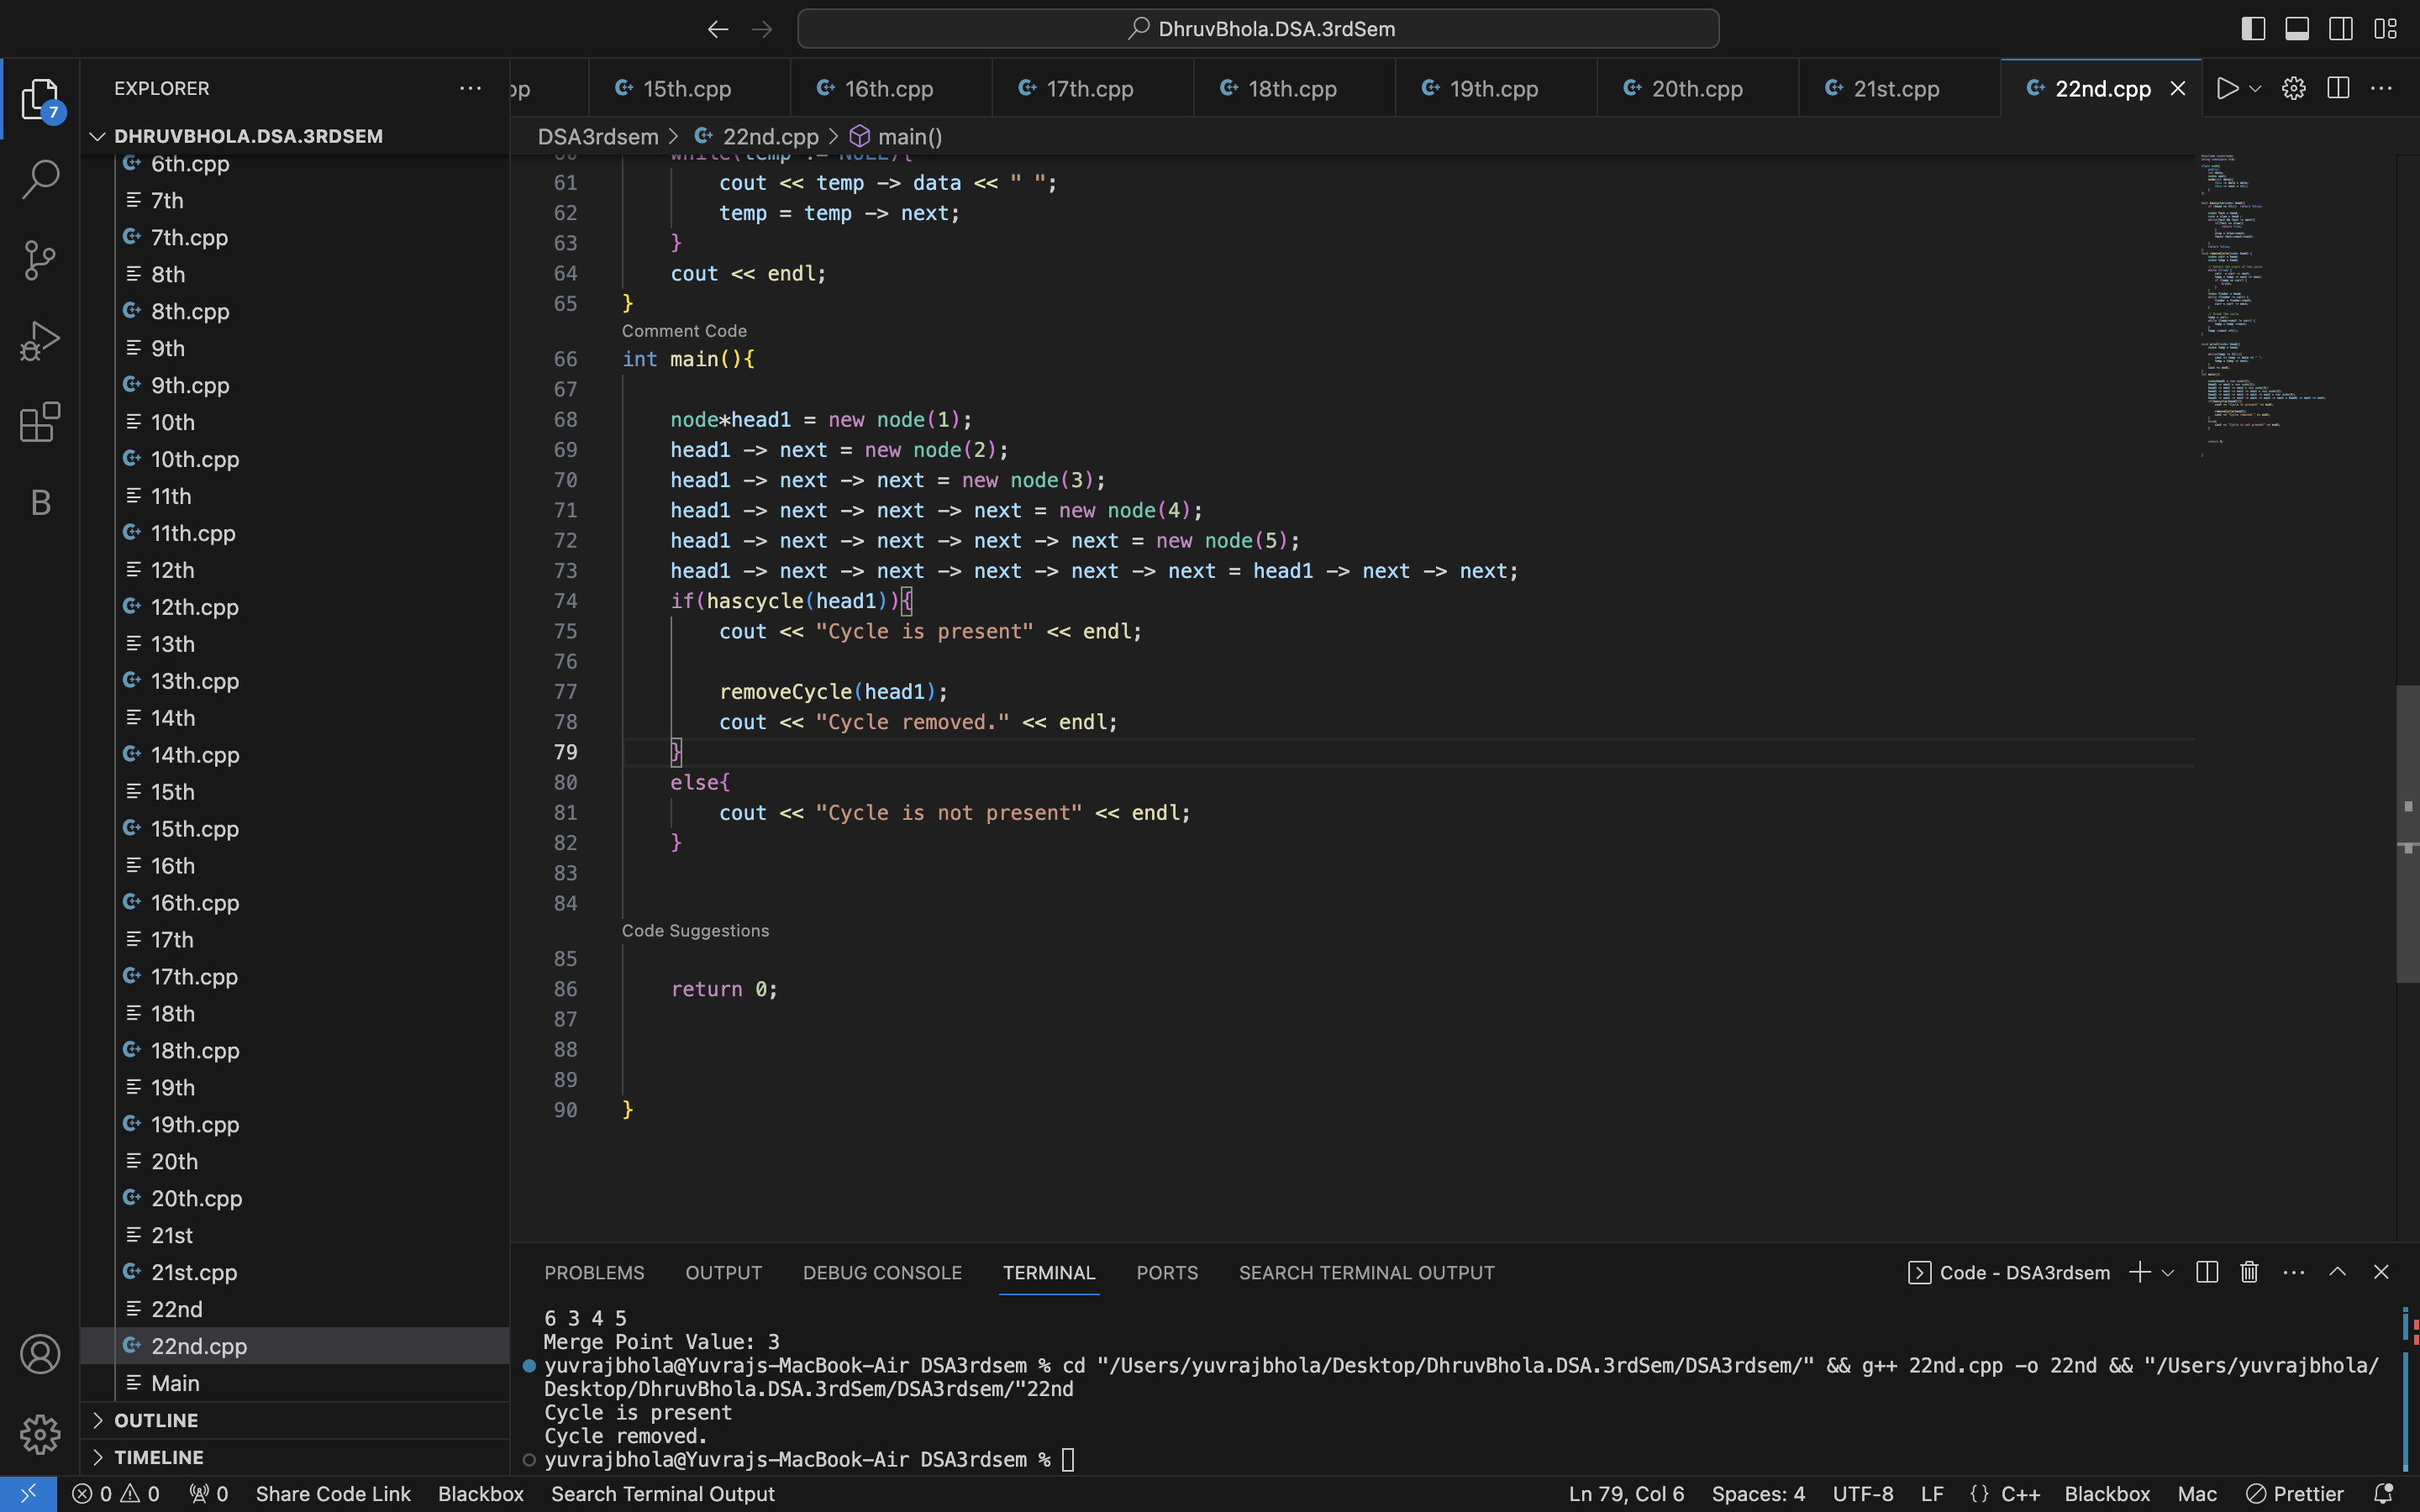 DhruvBhola.DSA.3rdSem
7
EXPLORER
DHRUVBHOLA.DSA.3RDSEM
6th.cpp
7th
7th.cpp
8th
8th.cpp
9th
9th.cpp
10th
10th.cpp
11th
11th.cpp
12th
12th.cpp
13th
13th.cpp
14th
14th.cpp
15th
15th.cpp
16th
16th.cpp
17th
17th.cpp
18th
18th.cpp
19th
19th.cpp
20th
20th.cpp
21st
21st.cpp
22nd
22nd.cpp
Main
OUTLINE
TIMELINE
B
pp 15th.cpp 16th.cpp 17th.cpp 18th.cpp 19th.cpp 20th.cpp 21st.cpp 22nd.cpp
DSA3rdsem > 22nd.cpp > main()
60 while(temp != NULL){
61 cout << temp -> data << " ";
62 temp = temp -> next;
63 }
64 cout << endl;
65 }
Comment Code
66 int main(){
67
68 node*head1 = new node(1);
69 head1 -> next = new node(2);
70 head1 -> next -> next = new node(3);
71 head1 -> next -> next -> next = new node(4);
72 head1 -> next -> next -> next -> next = new node(5);
73 head1 -> next -> next -> next -> next -> next = head1 -> next -> next;
74 if(hascycle(head1)){
75 cout << "Cycle is present" << endl;
76
77 removeCycle(head1);
78 cout << "Cycle removed." << endl;
79 }
80 else{
81 cout << "Cycle is not present" << endl;
82 }
83
84
Code Suggestions
85
86 return 0;
87
88
89
90 }
PROBLEMS OUTPUT DEBUG CONSOLE TERMINAL PORTS SEARCH TERMINAL OUTPUT Code - DSA3rdsem
6 3 4 5
Merge Point Value: 3
yuvrajbhola@Yuvrajs-MacBook-Air DSA3rdsem % cd "/Users/yuvrajbhola/Desktop/DhruvBhola.DSA.3rdSem/DSA3rdsem/" && g++ 22nd.cpp -o 22nd && "/Users/yuvrajbhola/
Desktop/DhruvBhola.DSA.3rdSem/DSA3rdsem/"22nd
Cycle is present
Cycle removed.
yuvrajbhola@Yuvrajs-MacBook-Air DSA3rdsem %
0 0 0 Share Code Link Blackbox Search Terminal Output Ln 79, Col 6 Spaces: 4 UTF-8 LF {} C++ Blackbox Mac Prettier